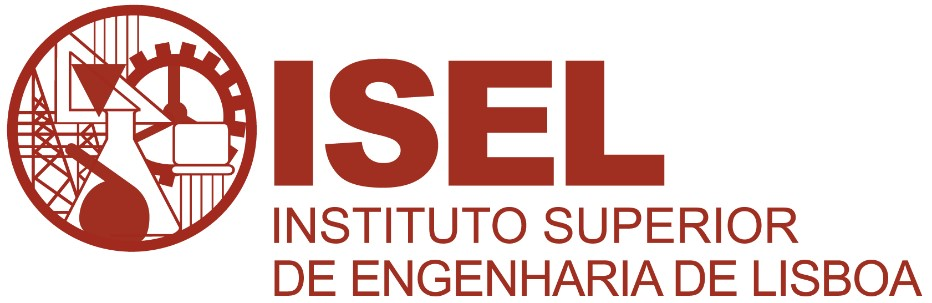 ISEL
INSTITUTO SUPERIOR
DE ENGENHARIA DE LISBOA